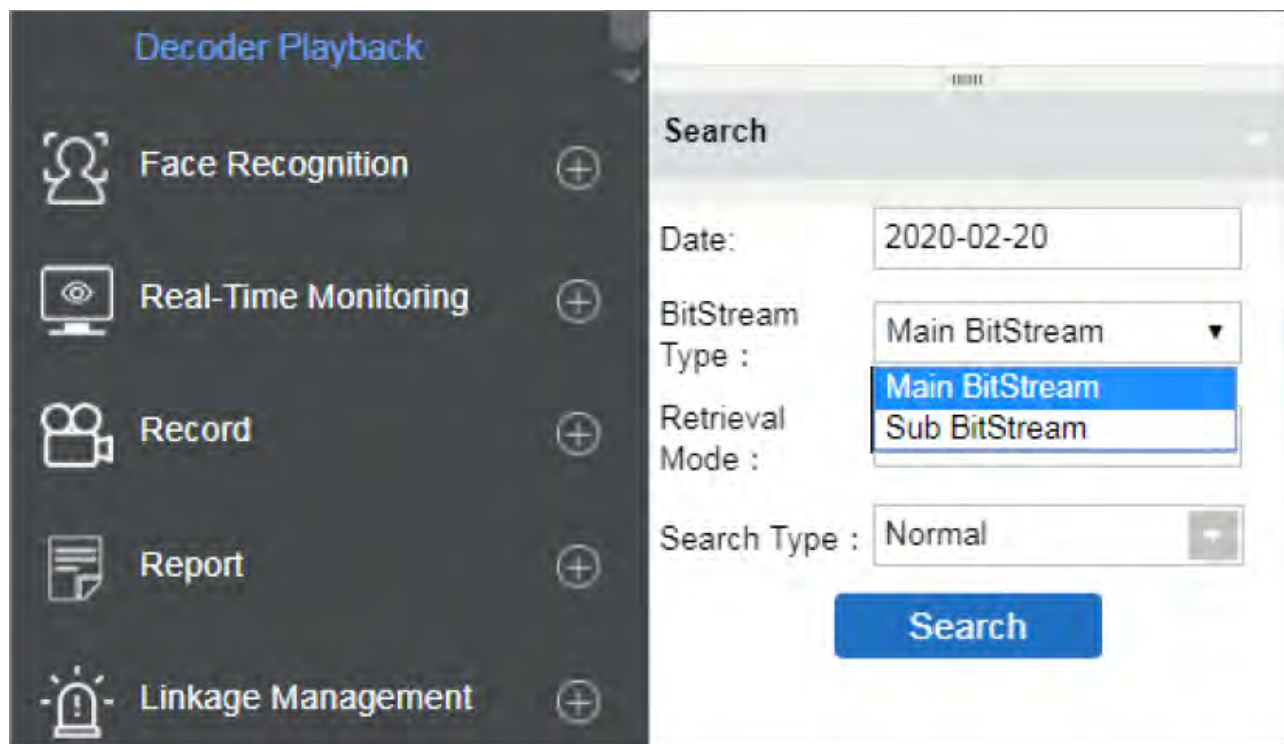 Decoder Playback
Face Recognition
Real-Time Monitoring
Record
Report
Linkage Management
Search
Date:
2020-02-20
BitStream
Type :
Main BitStream
Main BitStream
Sub BitStream
Retrieval
Mode :
Search Type :
Normal
Search